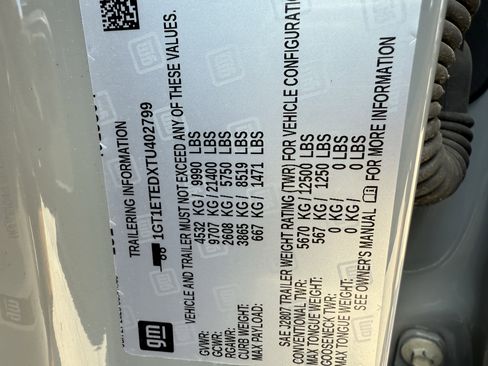 TRAILERING INFORMATION
1GT1ETEDXTU402799
VEHICLE AND TRAILER MUST NOT EXCEED ANY OF THESE VALUES.
GVWR: 4532 KG / 9990 LBS
GCWR: 9707 KG / 21400 LBS
RGAWR: 2608 KG / 5750 LBS
CURB WEIGHT: 3865 KG / 8519 LBS
MAX PAYLOAD: 667 KG / 1471 LBS
SAE J2807 TRAILER WEIGHT RATING (TWR) FOR VEHICLE CONFIGURATION
CONVENTIONAL TWR: 5670 KG / 12500 LBS
MAX TONGUE WEIGHT: 567 KG / 1250 LBS
GOOSENECK TWR: 0 KG / 0 LBS
MAX TONGUE WEIGHT: 0 KG / 0 LBS
SEE OWNER'S MANUAL FOR MORE INFORMATION
gm